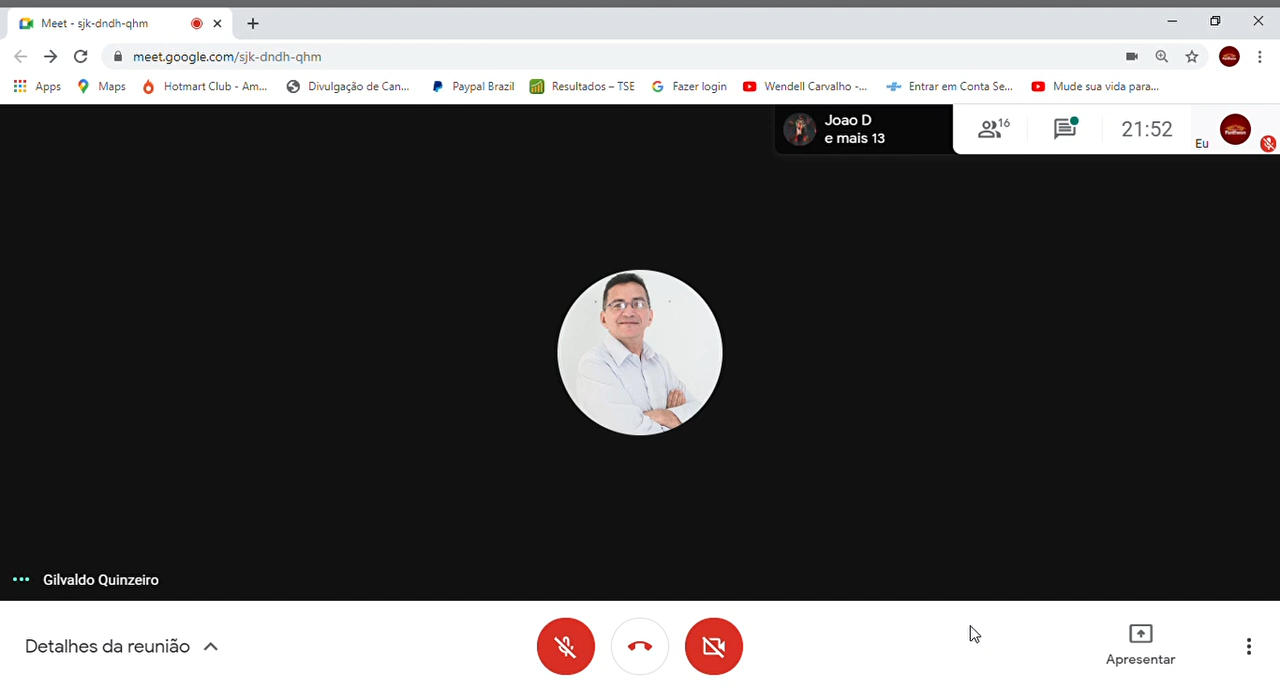 Meet - sjk-dndh-qhm
meet.google.com/sjk-dndh-qhm
Apps
Maps
Hotmart Club - Am...
Divulgação de Can...
Paypal Brazil
Resultados – TSE
Fazer login
Wendell Carvalho -...
Entrar em Conta Se...
Mude sua vida para...
Joao D
e mais 13
16
21:52
Eu
Gilvaldo Quinzeiro
Detalhes da reunião
Apresentar